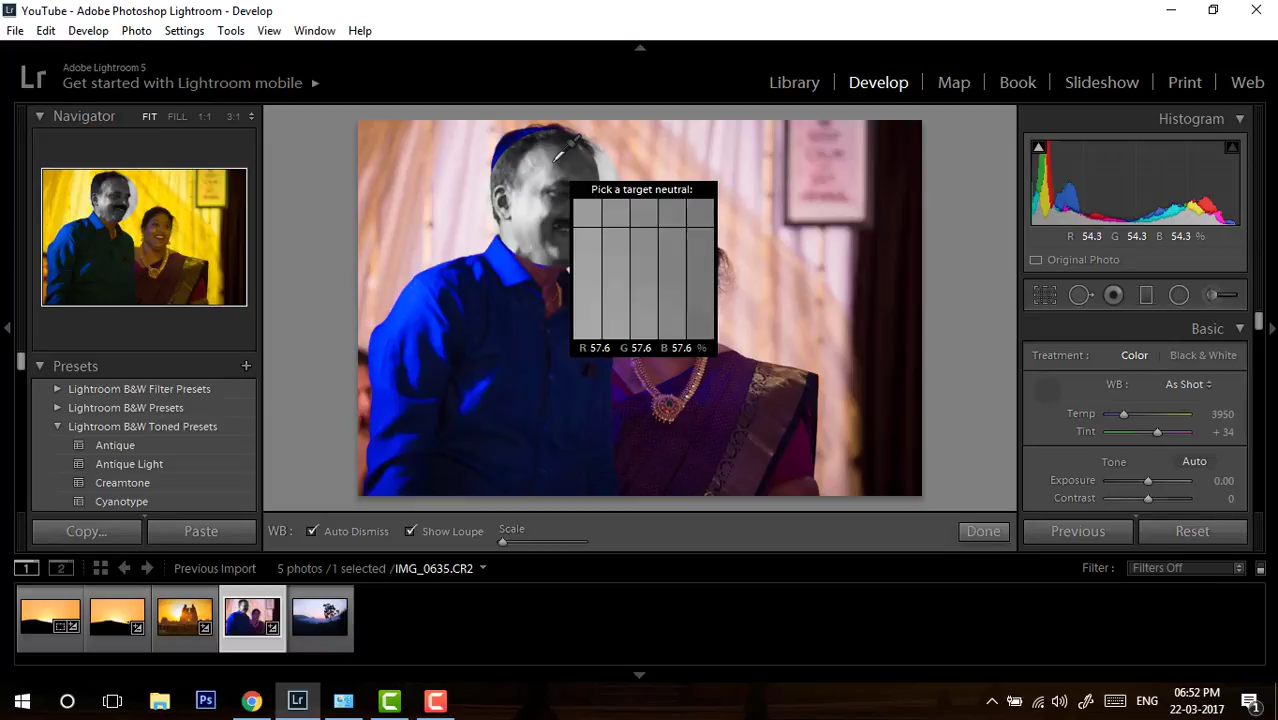 YouTube - Adobe Photoshop Lightroom - Develop
File Edit Develop Photo Settings Tools View Window Help
Lr Adobe Lightroom 5
Get started with Lightroom mobile
Library Develop Map Book Slideshow Print Web
Navigator FIT FILL 1:1 3:1
Histogram
Pick a target neutral:
R 54.3 G 54.3 B 54.3 %
Original Photo
Basic
R 57.6 G 57.6 B 57.6 %
Treatment : Color Black & White
WB : As Shot
Temp 3950
Tint + 34
Tone Auto
Exposure 0.00
Contrast 0
Presets +
Lightroom B&W Filter Presets
Lightroom B&W Presets
Lightroom B&W Toned Presets
Antique
Antique Light
Creamtone
Cyanotype
Copy... Paste
WB : Auto Dismiss Show Loupe Scale Done
Previous Reset
1 2 Previous Import 5 photos / 1 selected / IMG_0635.CR2 Filter : Filters Off
Ps Lr C C
ENG 06:52 PM
22-03-2017
1